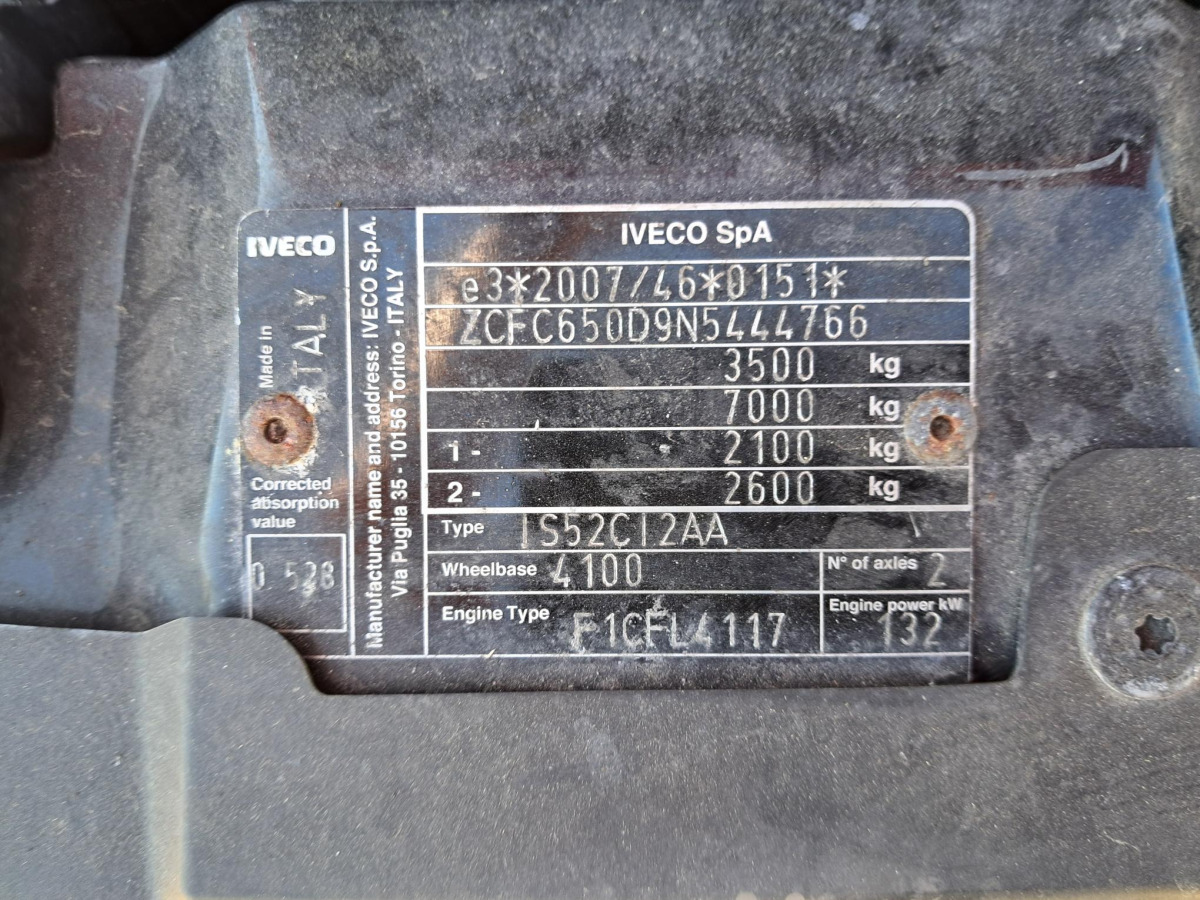 IVECO
Made in
ITALY
Corrected
absorption
value
0 528
Manufacturer name and address: IVECO S.p.A.
Via Puglia 35 - 10156 Torino - ITALY
IVECO SpA
e3*2007/46*0151*
ZCFC650D9N5444766
3500 kg
7000 kg
1- 2100 kg
2- 2600 kg
Type IS52CI2AA
Wheelbase 4100 N° of axles 2
Engine Type F1CFL4117 Engine power kW 132